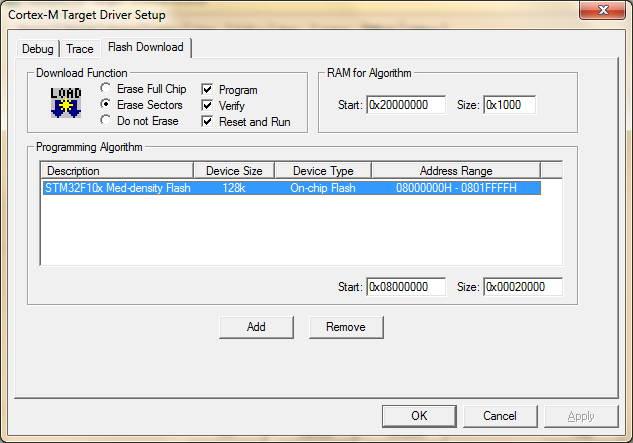 Cortex-M Target Driver Setup
Debug Trace Flash Download
Download Function
LOAD
Erase Full Chip
Erase Sectors
Do not Erase
Program
Verify
Reset and Run
RAM for Algorithm
Start: 0x20000000 Size: 0x1000
Programming Algorithm
Description Device Size Device Type Address Range
STM32F10x Med-density Flash 128k On-chip Flash 08000000H - 0801FFFFH
Start: 0x08000000 Size: 0x00020000
Add Remove
OK Cancel Apply